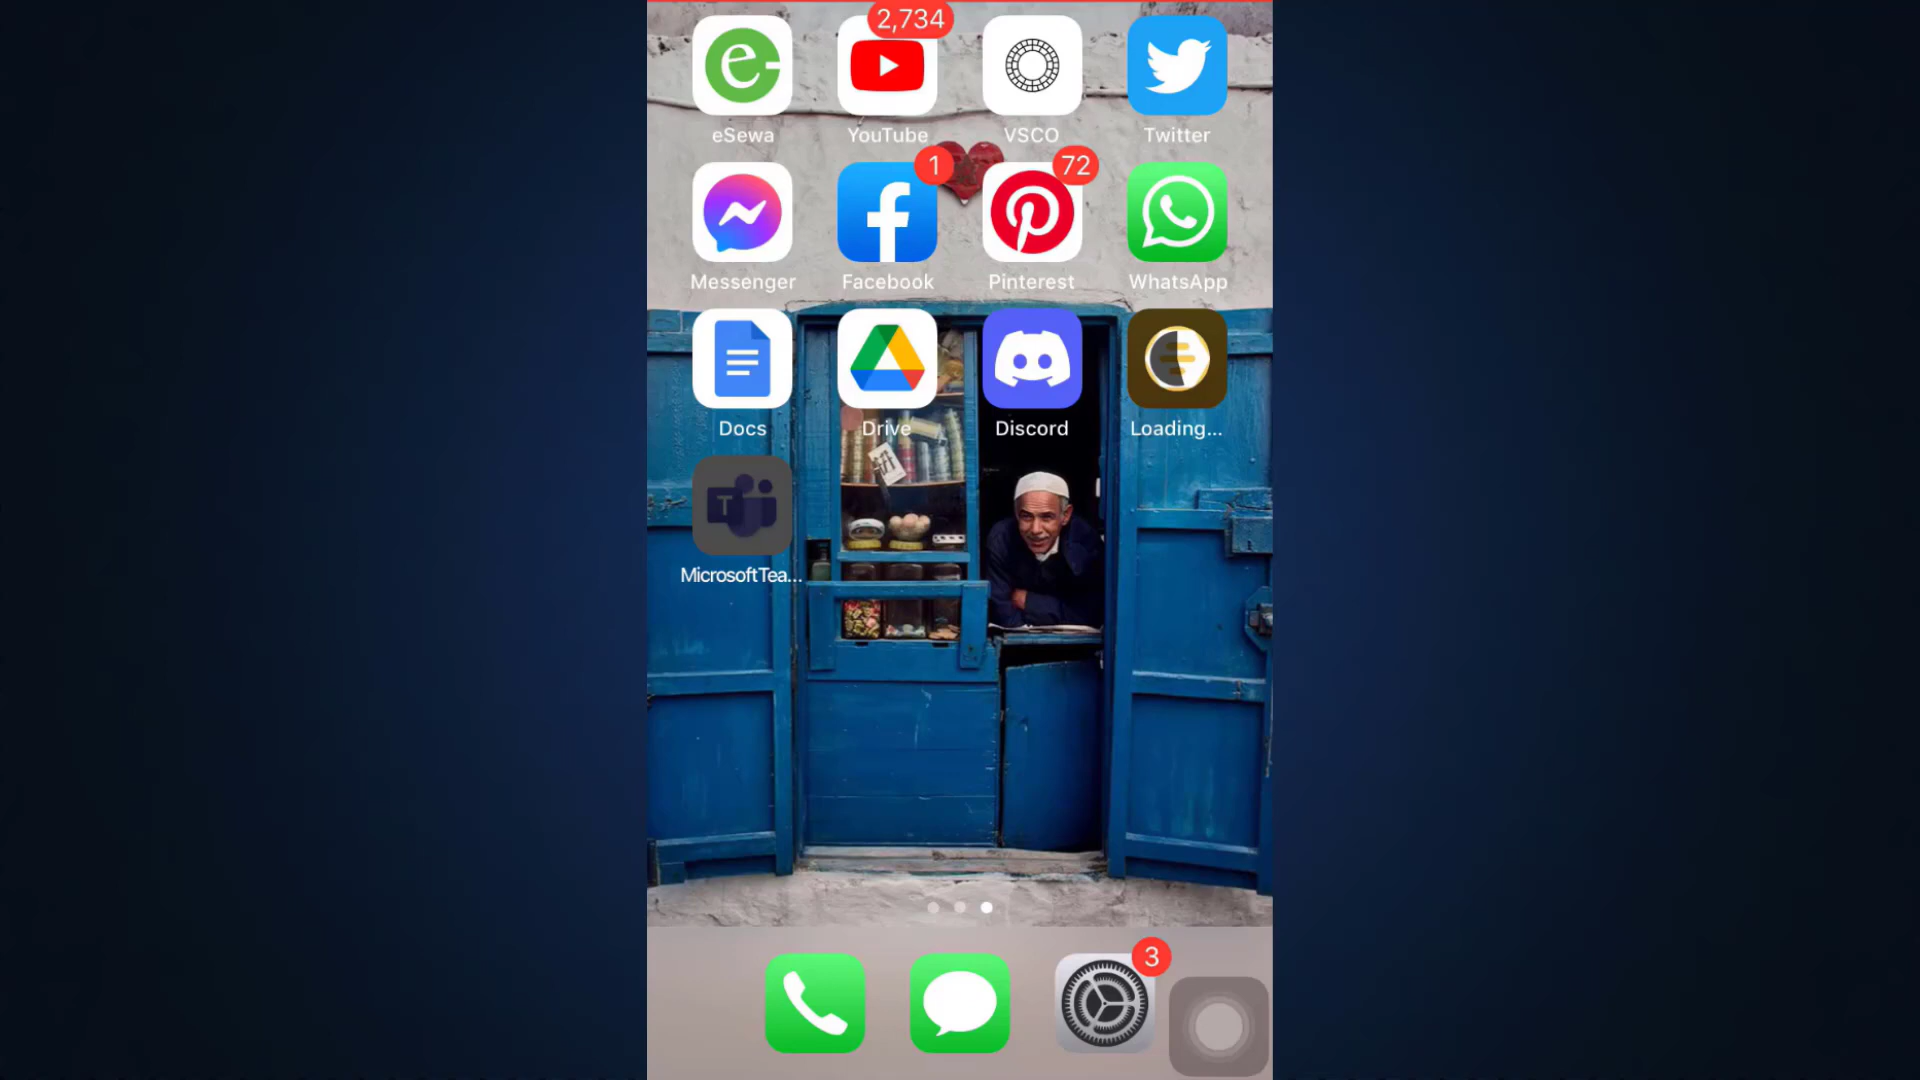 2,734
eSewa YouTube VSCO Twitter
1 72
Messenger Facebook Pinterest WhatsApp
Docs Drive Discord Loading...
T
MicrosoftTea...
3